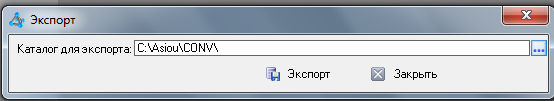 Экспорт
Каталог для экспорта: C:\Asiou\CONV\ ...
Экспорт Закрыть